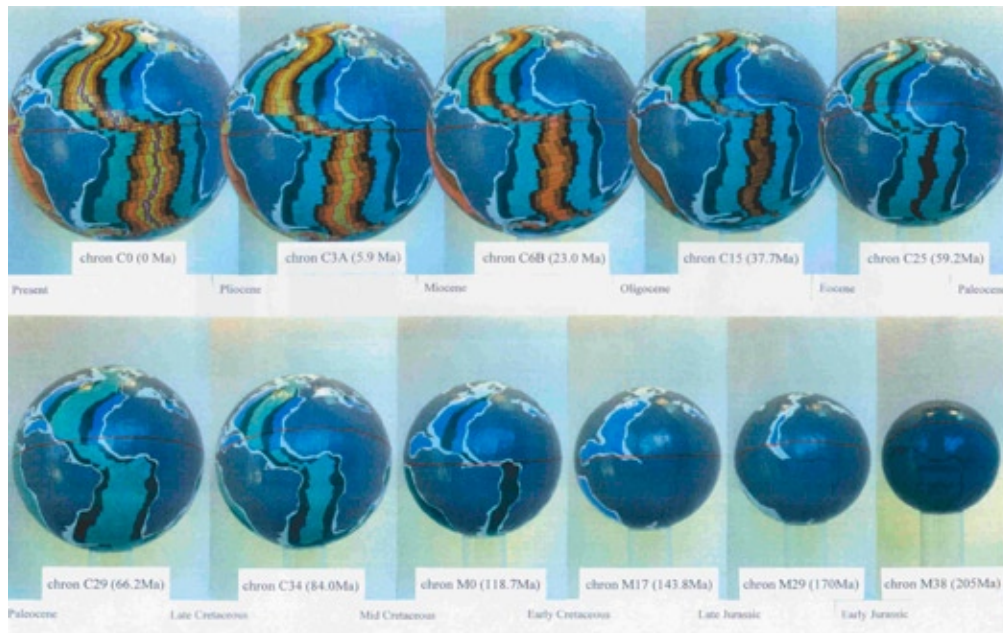 chron C0 (0 Ma)
chron C3A (5.9 Ma)
chron C6B (23.0 Ma)
chron C15 (37.7Ma)
chron C25 (59.2Ma)
Present
Pliocene
Miocene
Oligocene
Eocene
Paleocene
chron C29 (66.2Ma)
chron C34 (84.0Ma)
chron M0 (118.7Ma)
chron M17 (143.8Ma)
chron M29 (170Ma)
chron M38 (205Ma)
Paleocene
Late Cretaceous
Mid Cretaceous
Early Cretaceous
Late Jurassic
Early Jurassic